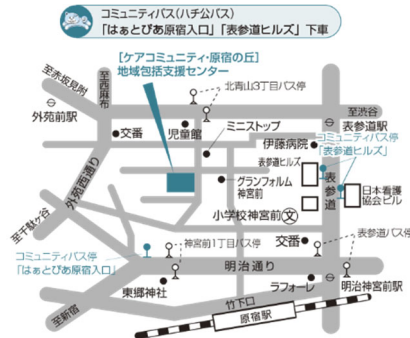 コミュニティバス(ハチ公バス)
「はぁとぴあ原宿入口」「表参道ヒルズ」下車
[ケアコミュニティ・原宿の丘]
地域包括支援センター
至赤坂見附
至西麻布
北青山3丁目バス停
至渋谷
外苑前駅
交番
児童館
ミニストップ
伊藤病院
表参道駅
コミュニティバス停
「表参道ヒルズ」
表参道ヒルズ
外苑西通り
グランフォルム
神宮前
表参道
日本看護
協会ビル
小学校神宮前
文
至千駄ケ谷
コミュニティバス停
「はぁとぴあ原宿入口」
神宮前1丁目バス停
交番
表参道バス停
明治通り
東郷神社
ラフォーレ
明治神宮前駅
竹下口
至新宿
原宿駅